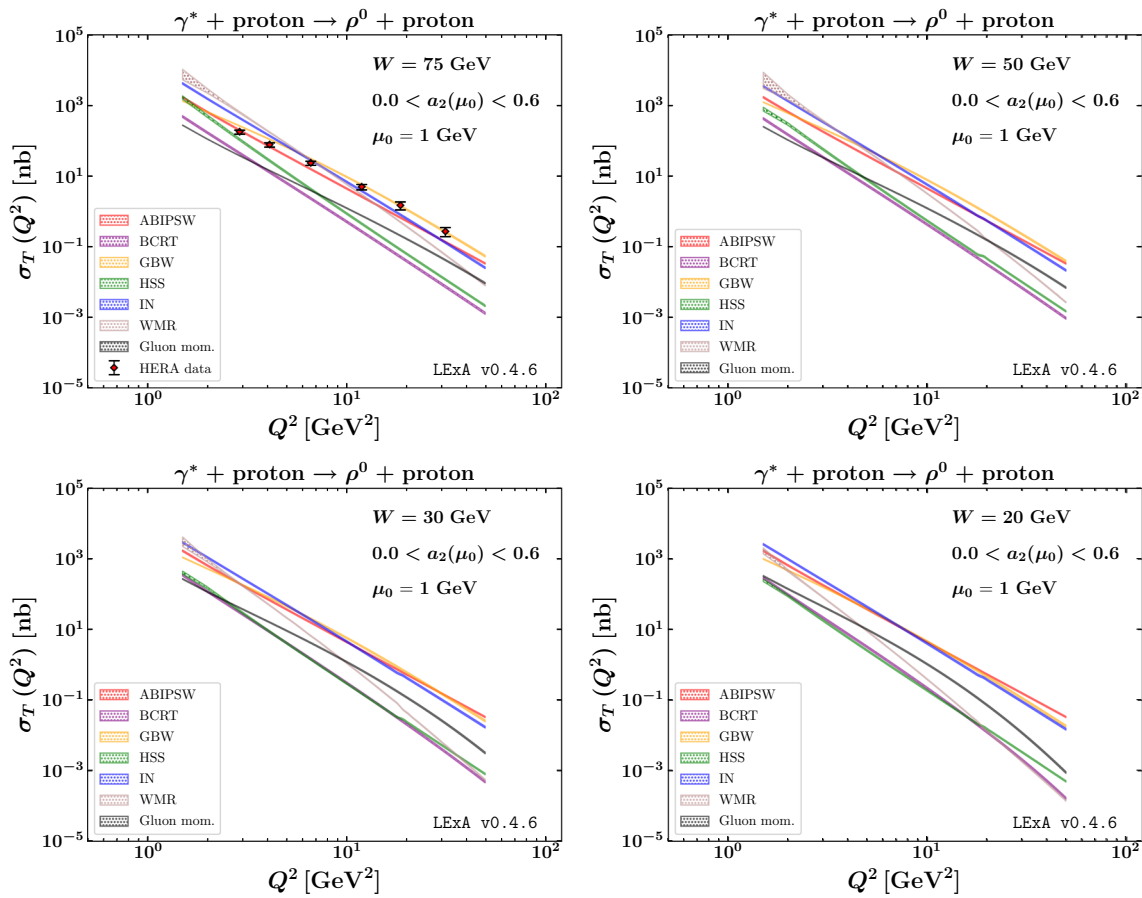 γ* + proton → ρ⁰ + proton
σ_T (Q²) [nb]
10⁵
10³
10¹
10⁻¹
10⁻³
10⁻⁵
W = 75 GeV
0.0 < a₂(μ₀) < 0.6
μ₀ = 1 GeV
ABIPSW
BCRT
GBW
HSS
IN
WMR
Gluon mom.
HERA data
LExA v0.4.6
10⁰ 10¹ 10²
Q² [GeV²]
γ* + proton → ρ⁰ + proton
σ_T (Q²) [nb]
10⁵
10³
10¹
10⁻¹
10⁻³
10⁻⁵
W = 50 GeV
0.0 < a₂(μ₀) < 0.6
μ₀ = 1 GeV
ABIPSW
BCRT
GBW
HSS
IN
WMR
Gluon mom.
LExA v0.4.6
10⁰ 10¹ 10²
Q² [GeV²]
γ* + proton → ρ⁰ + proton
σ_T (Q²) [nb]
10⁵
10³
10¹
10⁻¹
10⁻³
10⁻⁵
W = 30 GeV
0.0 < a₂(μ₀) < 0.6
μ₀ = 1 GeV
ABIPSW
BCRT
GBW
HSS
IN
WMR
Gluon mom.
LExA v0.4.6
10⁰ 10¹ 10²
Q² [GeV²]
γ* + proton → ρ⁰ + proton
σ_T (Q²) [nb]
10⁵
10³
10¹
10⁻¹
10⁻³
10⁻⁵
W = 20 GeV
0.0 < a₂(μ₀) < 0.6
μ₀ = 1 GeV
ABIPSW
BCRT
GBW
HSS
IN
WMR
Gluon mom.
LExA v0.4.6
10⁰ 10¹ 10²
Q² [GeV²]